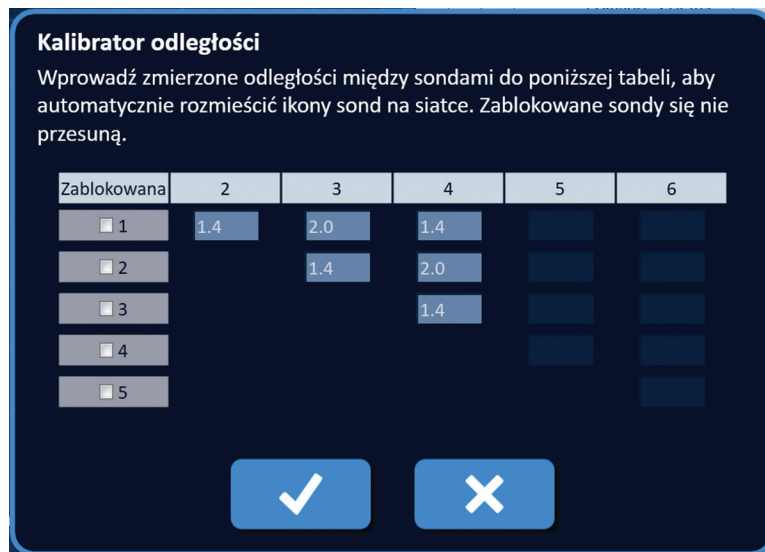 Kalibrator odległości
Wprowadź zmierzone odległości między sondami do poniższej tabeli, aby
automatycznie rozmieścić ikony sond na siatce. Zablokowane sondy się nie
przesuną.
Zablokowana 2 3 4 5 6
1 1.4 2.0 1.4
2 1.4 2.0
3 1.4
4
5